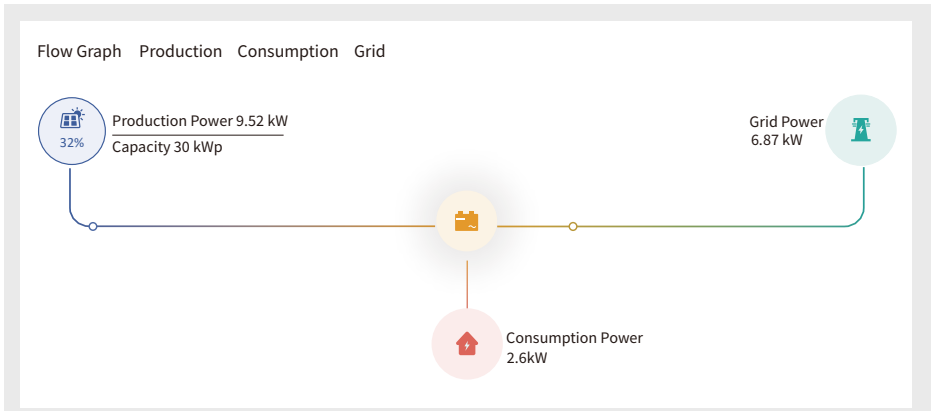 Flow Graph Production Consumption Grid
Production Power 9.52 kW
32%
Capacity 30 kWp
Grid Power
6.87 kW
Consumption Power
2.6kW